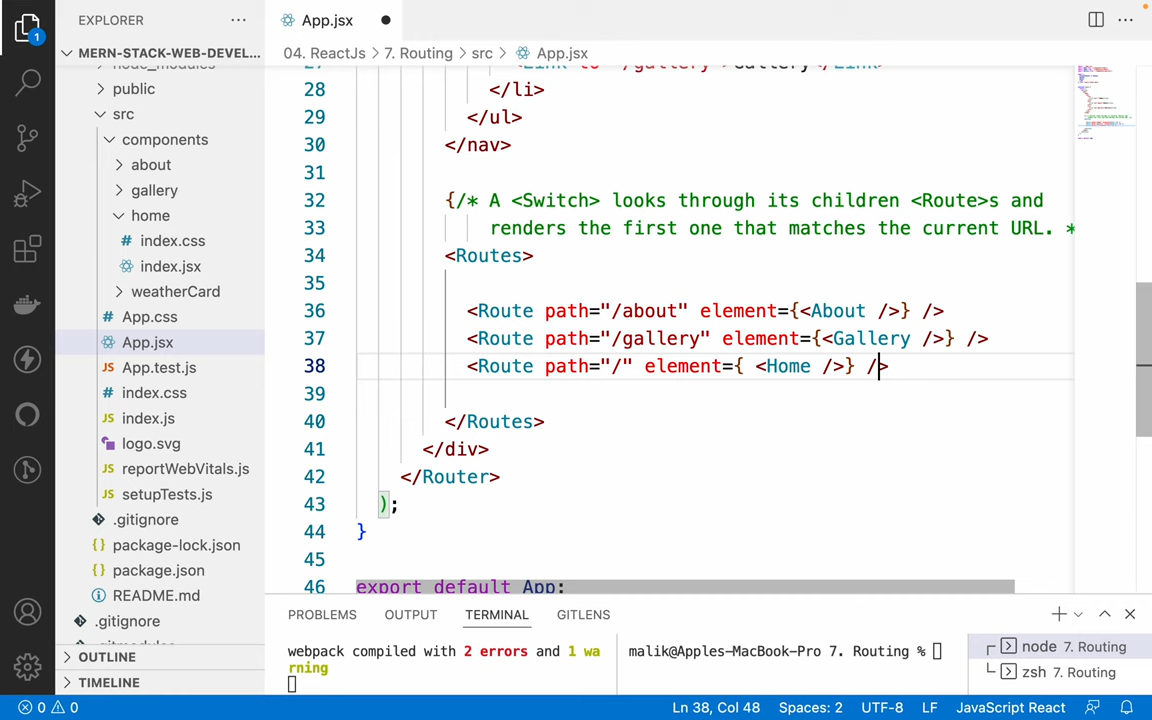 EXPLORER
MERN-STACK-WEB-DEVEL...
public
src
components
about
gallery
home
index.css
index.jsx
weatherCard
App.css
App.jsx
App.test.js
index.css
index.js
logo.svg
reportWebVitals.js
setupTests.js
.gitignore
package-lock.json
package.json
README.md
.gitignore
OUTLINE
TIMELINE
1
App.jsx
04. ReactJs > 7. Routing > src > App.jsx
28 </li>
29 </ul>
30 </nav>
31
32 {/* A <Switch> looks through its children <Route>s and
33 renders the first one that matches the current URL. *
34 <Routes>
35
36 <Route path="/about" element={<About />} />
37 <Route path="/gallery" element={<Gallery />} />
38 <Route path="/" element={ <Home />} />
39
40 </Routes>
41 </div>
42 </Router>
43 );
44 }
45
46 export default App;
PROBLEMS OUTPUT TERMINAL GITLENS
webpack compiled with 2 errors and 1 wa
rning
malik@Apples-MacBook-Pro 7. Routing %
node 7. Routing
zsh 7. Routing
0 0 Ln 38, Col 48 Spaces: 2 UTF-8 LF JavaScript React